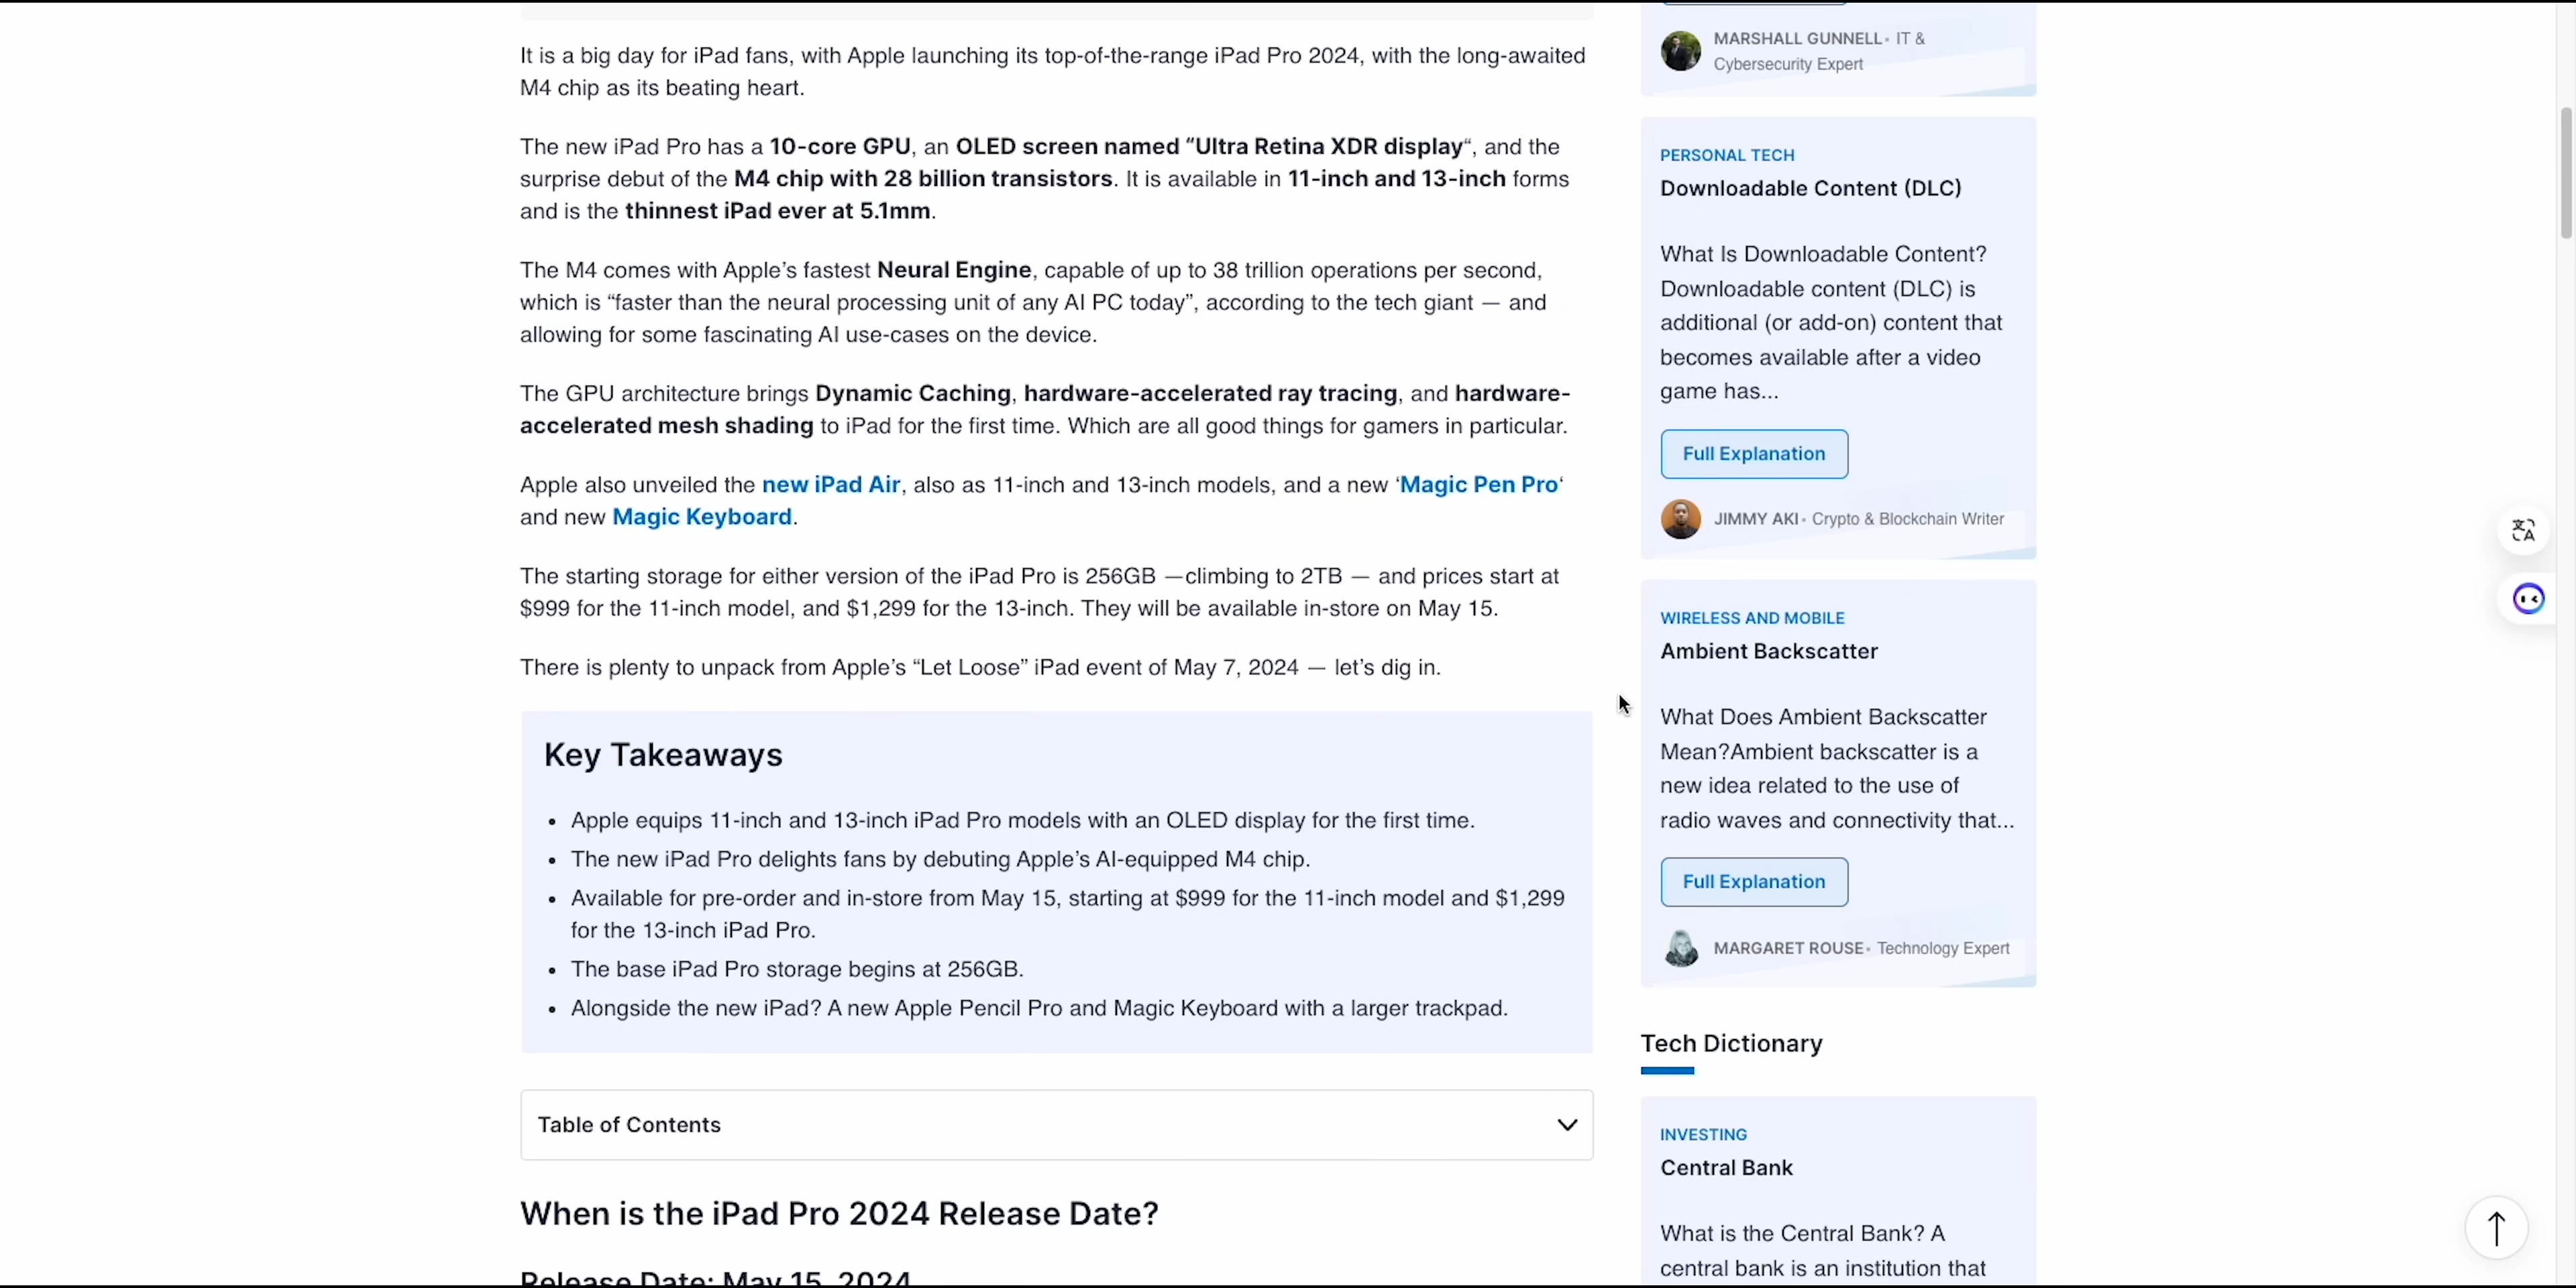 It is a big day for iPad fans, with Apple launching its top-of-the-range iPad Pro 2024, with the long-awaited
M4 chip as its beating heart.
The new iPad Pro has a 10-core GPU, an OLED screen named “Ultra Retina XDR display“, and the
surprise debut of the M4 chip with 28 billion transistors. It is available in 11-inch and 13-inch forms
and is the thinnest iPad ever at 5.1mm.
The M4 comes with Apple’s fastest Neural Engine, capable of up to 38 trillion operations per second,
which is “faster than the neural processing unit of any AI PC today”, according to the tech giant — and
allowing for some fascinating AI use-cases on the device.
The GPU architecture brings Dynamic Caching, hardware-accelerated ray tracing, and hardware-
accelerated mesh shading to iPad for the first time. Which are all good things for gamers in particular.
Apple also unveiled the new iPad Air, also as 11-inch and 13-inch models, and a new ‘Magic Pen Pro‘
and new Magic Keyboard.
The starting storage for either version of the iPad Pro is 256GB —climbing to 2TB — and prices start at
$999 for the 11-inch model, and $1,299 for the 13-inch. They will be available in-store on May 15.
There is plenty to unpack from Apple’s “Let Loose” iPad event of May 7, 2024 — let’s dig in.
Key Takeaways
• Apple equips 11-inch and 13-inch iPad Pro models with an OLED display for the first time.
• The new iPad Pro delights fans by debuting Apple’s AI-equipped M4 chip.
• Available for pre-order and in-store from May 15, starting at $999 for the 11-inch model and $1,299
for the 13-inch iPad Pro.
• The base iPad Pro storage begins at 256GB.
• Alongside the new iPad? A new Apple Pencil Pro and Magic Keyboard with a larger trackpad.
Table of Contents
When is the iPad Pro 2024 Release Date?
Release Date: May 15, 2024
MARSHALL GUNNELL • IT &
Cybersecurity Expert
PERSONAL TECH
Downloadable Content (DLC)
What Is Downloadable Content?
Downloadable content (DLC) is
additional (or add-on) content that
becomes available after a video
game has...
Full Explanation
JIMMY AKI • Crypto & Blockchain Writer
WIRELESS AND MOBILE
Ambient Backscatter
What Does Ambient Backscatter
Mean?Ambient backscatter is a
new idea related to the use of
radio waves and connectivity that...
Full Explanation
MARGARET ROUSE • Technology Expert
Tech Dictionary
INVESTING
Central Bank
What is the Central Bank? A
central bank is an institution that